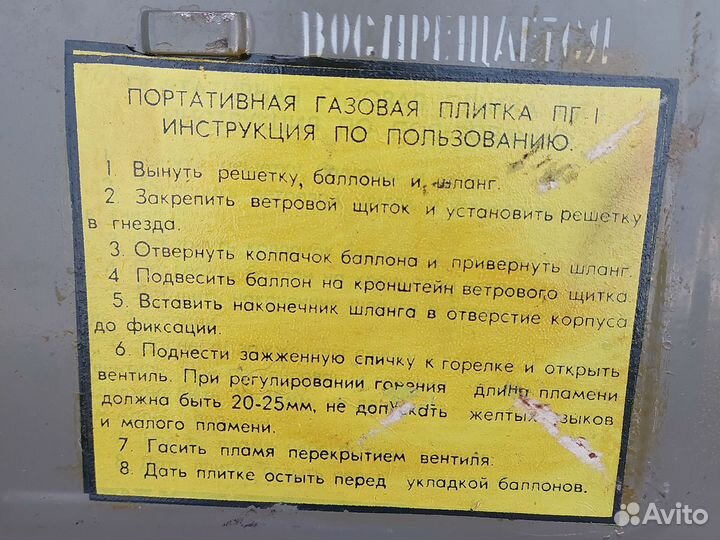 ВОСПРЕЩАЕТСЯ
ПОРТАТИВНАЯ ГАЗОВАЯ ПЛИТКА ПГ-1
ИНСТРУКЦИЯ ПО ПОЛЬЗОВАНИЮ.
1. Вынуть решетку, баллоны и шланг.
2. Закрепить ветровой щиток и установить решетку
в гнезда.
3. Отвернуть колпачок баллона и привернуть шланг.
4 Подвесить баллон на кронштейн ветрового щитка.
5. Вставить наконечник шланга в отверстие корпуса
до фиксации.
6. Поднести зажженную спичку к горелке и открыть
вентиль. При регулировании горения длина пламени
должна быть 20-25мм, не допускать желтых языков
и малого пламени.
7. Гасить пламя перекрытием вентиля.
8. Дать плитке остыть перед укладкой баллонов.
Avito